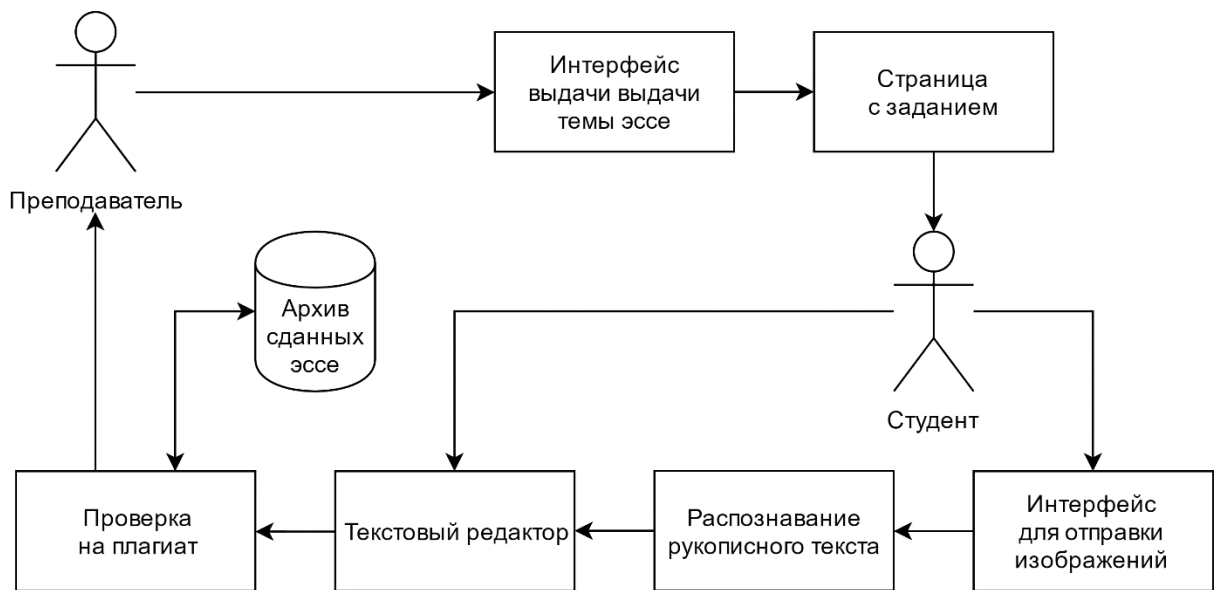 Интерфейс
выдачи выдачи
темы эссе
Страница
с заданием
Преподаватель
Архив
сданных
эссе
Студент
Проверка
на плагиат
Текстовый редактор
Распознавание
рукописного текста
Интерфейс
для отправки
изображений